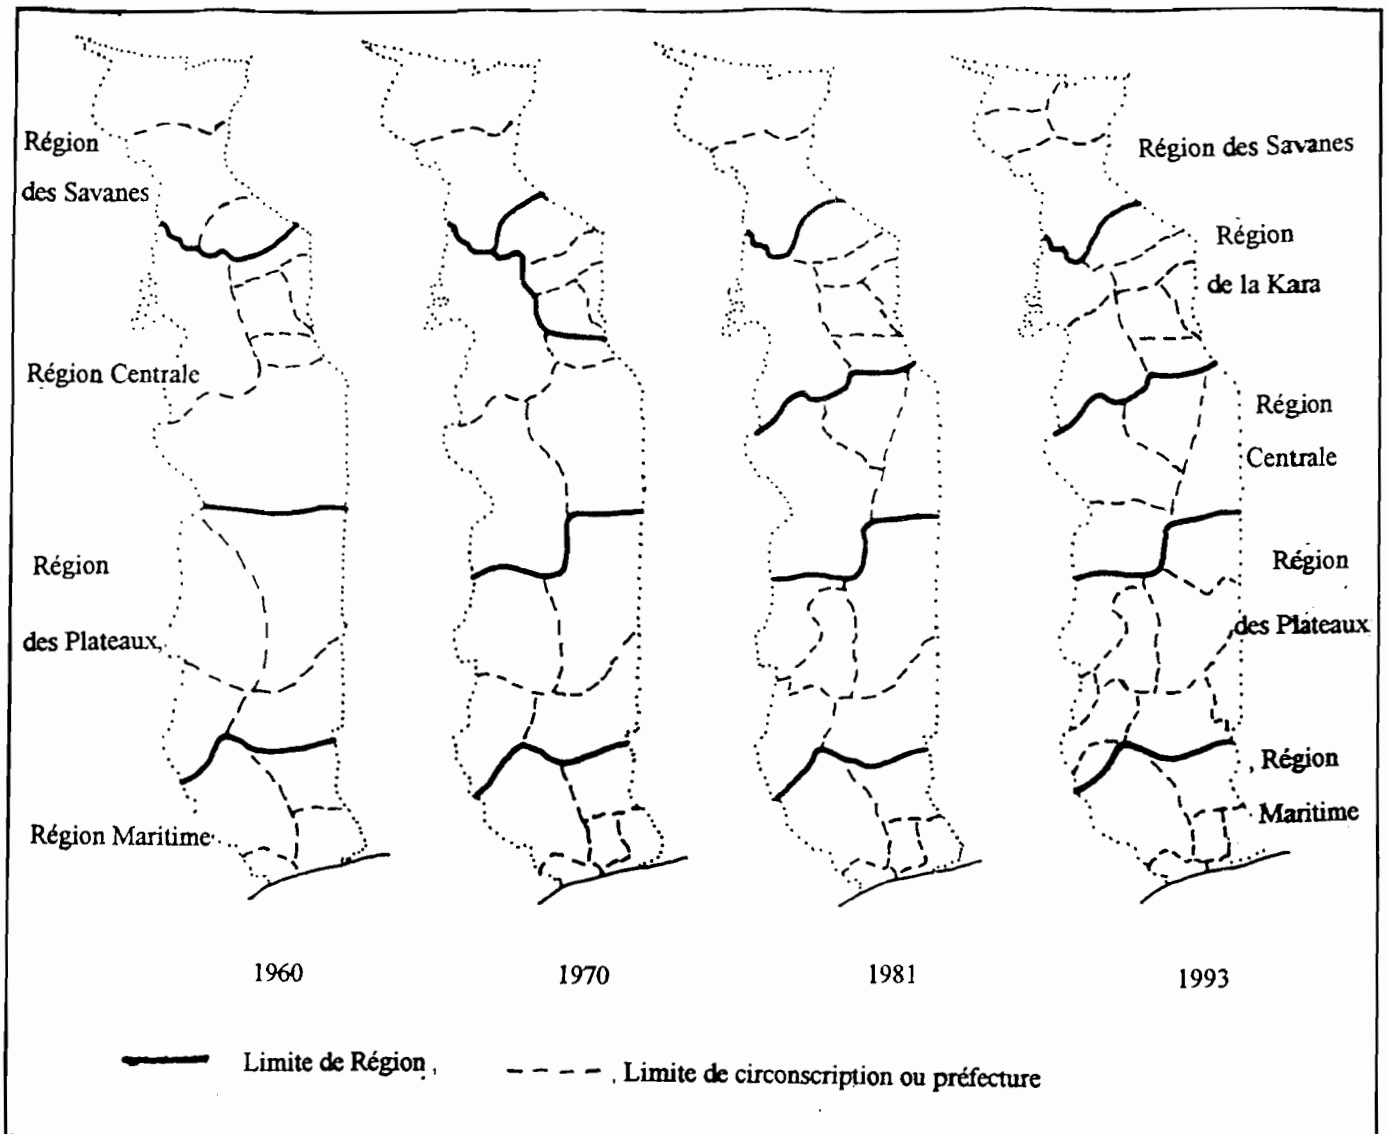 Région
des Savanes
Région Centrale
Région
des Plateaux
Région Maritime
Région des Savanes
Région
de la Kara
Région
Centrale
Région
des Plateaux
Région
Maritime
1960
1970
1981
1993
Limite de Région
Limite de circonscription ou préfecture